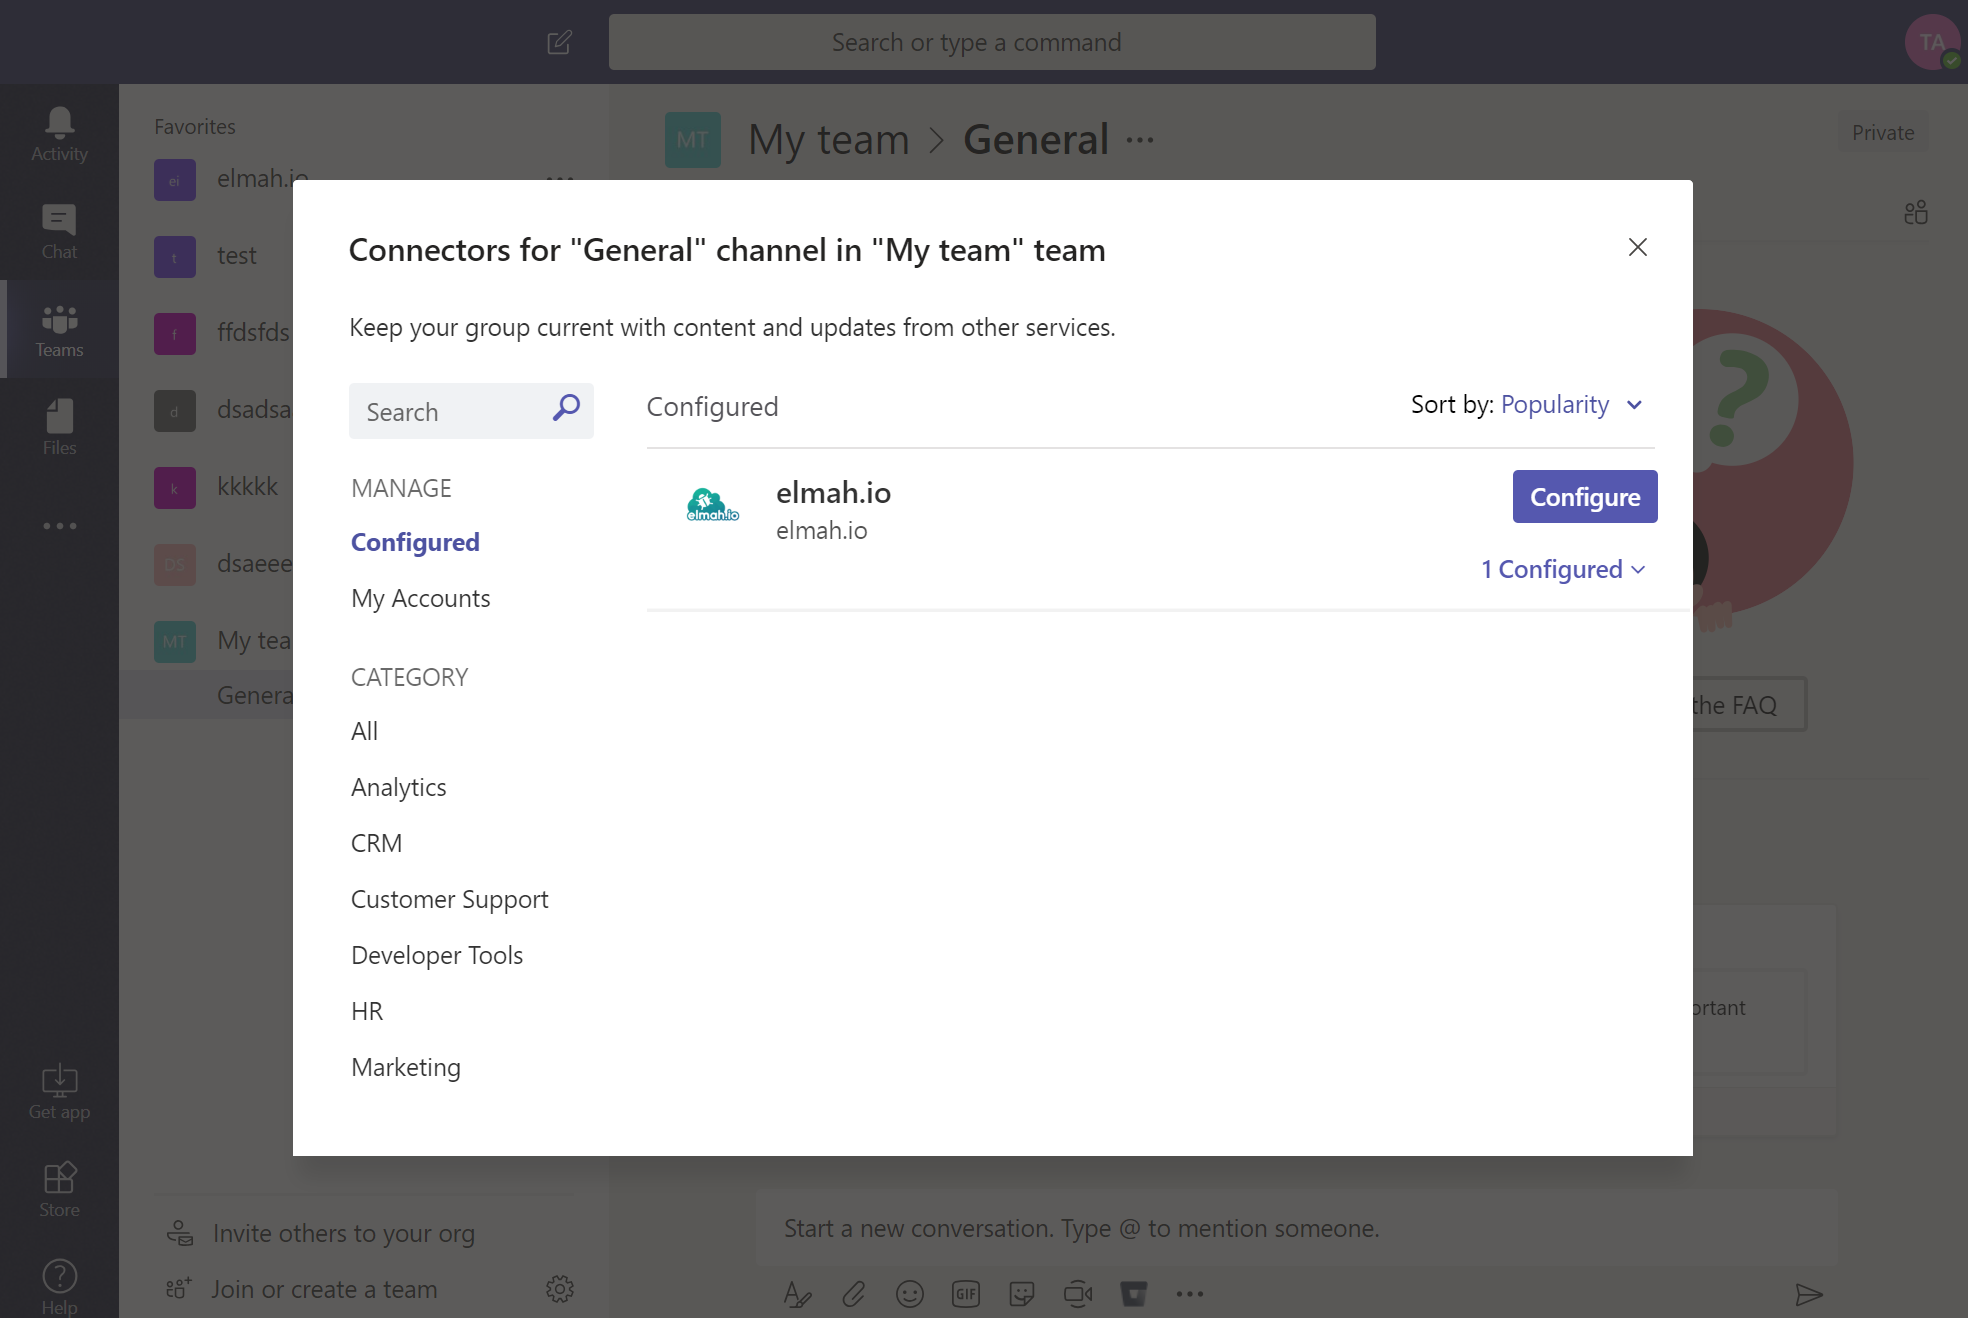 Search or type a command
TA
Activity
Chat
Teams
Files
Get app
Store
Help
Favorites
ei elmah.io
t test
f ffdsfds
d dsadsa
k kkkkk
DS dsaeee
MT My tea
Genera
Invite others to your org
Join or create a team
MT My team > General ...
Private
Connectors for "General" channel in "My team" team
Keep your group current with content and updates from other services.
Search
MANAGE
Configured
My Accounts
CATEGORY
All
Analytics
CRM
Customer Support
Developer Tools
HR
Marketing
Configured
Sort by: Popularity
elmah.io
elmah.io
elmah.io
Configure
1 Configured
?
the FAQ
ortant
Start a new conversation. Type @ to mention someone.
GIF